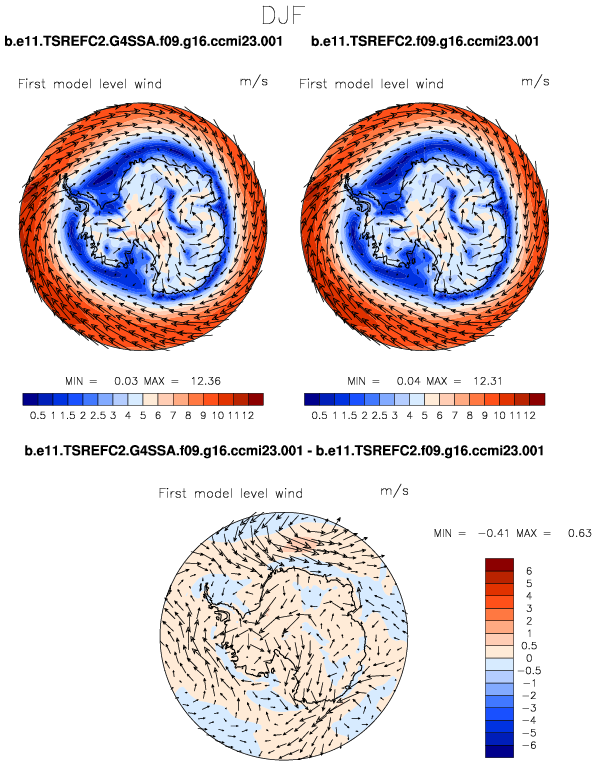 DJF
b.e11.TSREFC2.G4SSA.f09.g16.ccmi23.001 b.e11.TSREFC2.f09.g16.ccmi23.001
First model level wind m/s First model level wind m/s
MIN = 0.03 MAX = 12.36 MIN = 0.04 MAX = 12.31
0.5 1 1.5 2 2.5 3 4 5 6 7 8 9 10 11 12 0.5 1 1.5 2 2.5 3 4 5 6 7 8 9 10 11 12
b.e11.TSREFC2.G4SSA.f09.g16.ccmi23.001 - b.e11.TSREFC2.f09.g16.ccmi23.001
First model level wind m/s
MIN = -0.41 MAX = 0.63
6
5
4
3
2
1
0.5
0
-0.5
-1
-2
-3
-4
-5
-6